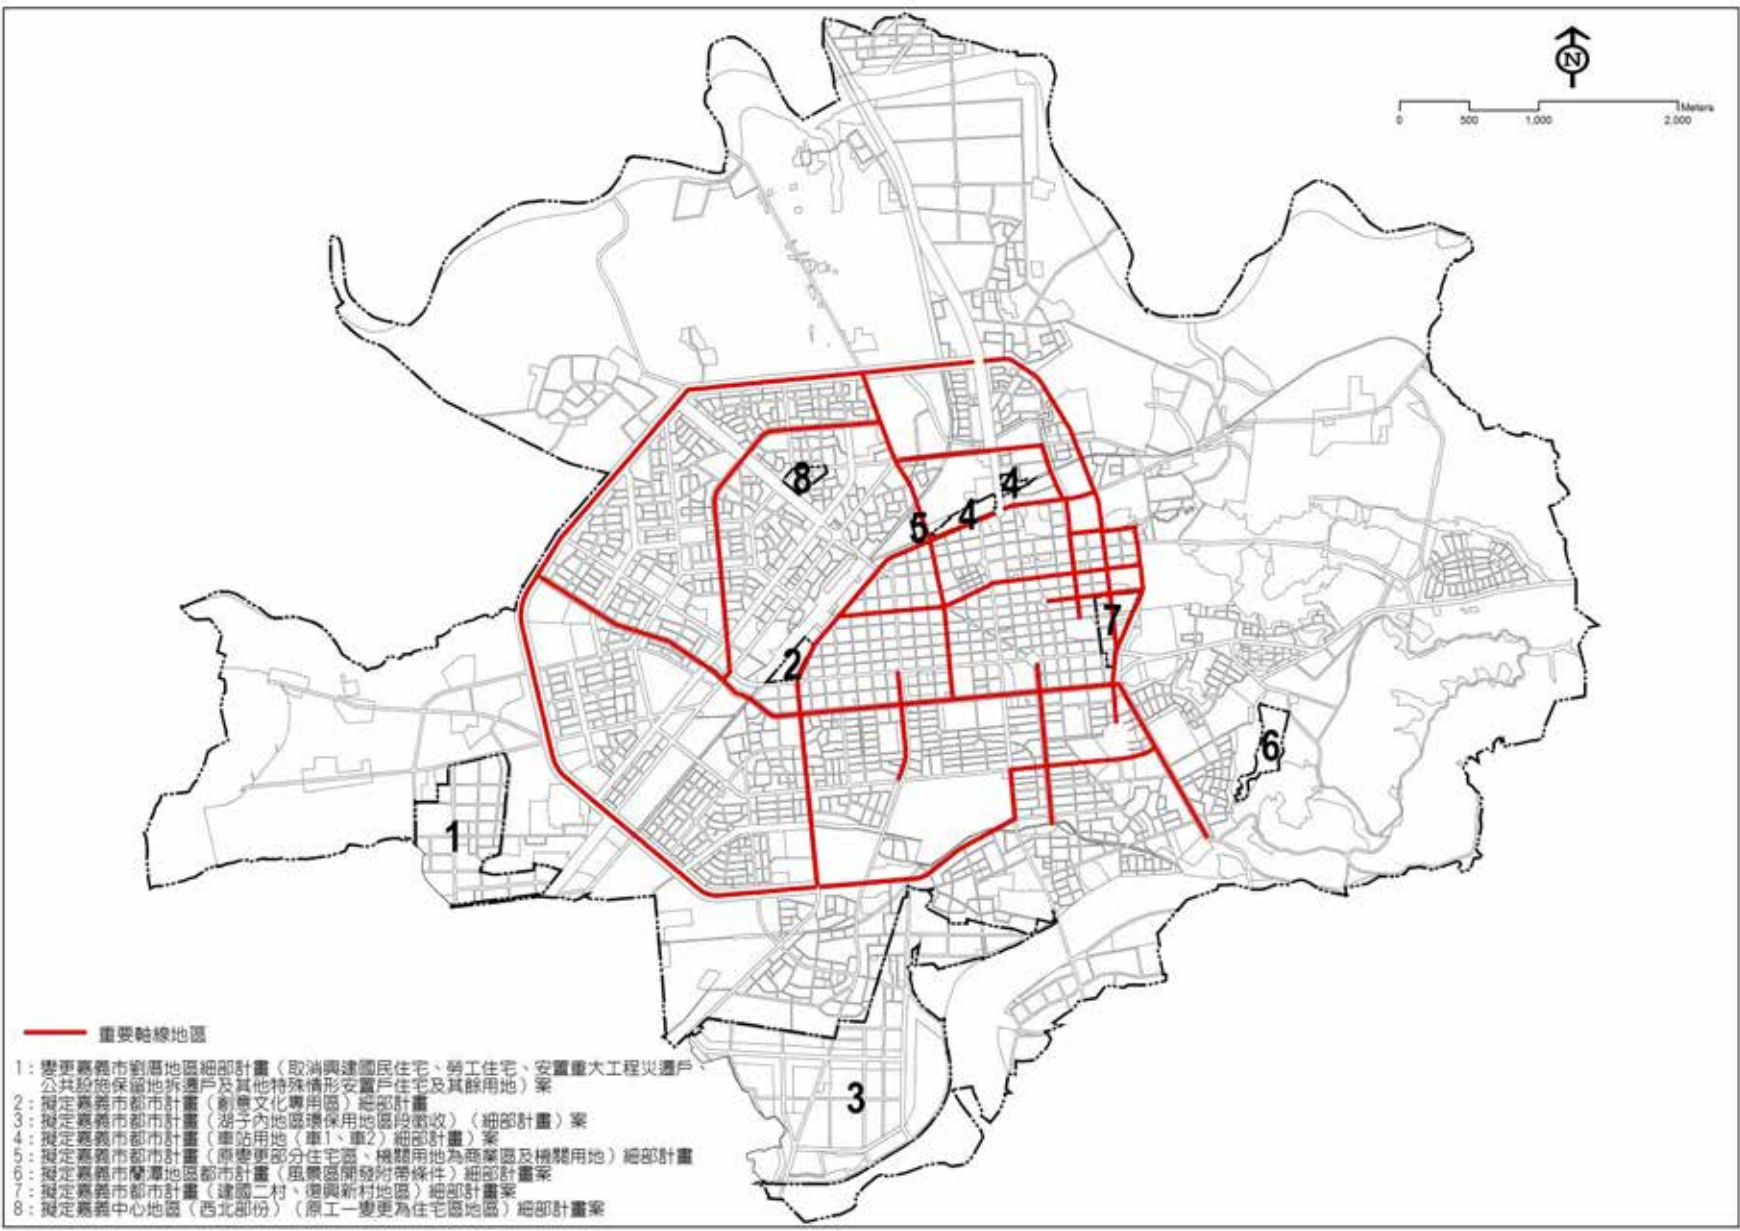 N
Meters
0 500 1,000 2,000
8
4
4
5
7
2
6
1
3
重要軸線地區
1：變更嘉義市劉厝地區細部計畫（取消興建國民住宅、勞工住宅、安置重大工程災遷戶、
公共設施保留地拆遷戶及其他特殊情形安置戶住宅及其餘用地）案
2：擬定嘉義市都市計畫（創意文化專用區）細部計畫
3：擬定嘉義市都市計畫（湖子內地區環保用地區段徵收）（細部計畫）案
4：擬定嘉義市都市計畫（車站用地（車1、車2）細部計畫）案
5：擬定嘉義市都市計畫（原變更部分住宅區、機關用地為商業區及機關用地）細部計畫
6：擬定嘉義市蘭潭地區都市計畫（風景區開發附帶條件）細部計畫案
7：擬定嘉義市都市計畫（建國二村、復興新村地區）細部計畫案
8：擬定嘉義中心地區（西北部份）（原工一變更為住宅區地區）細部計畫案